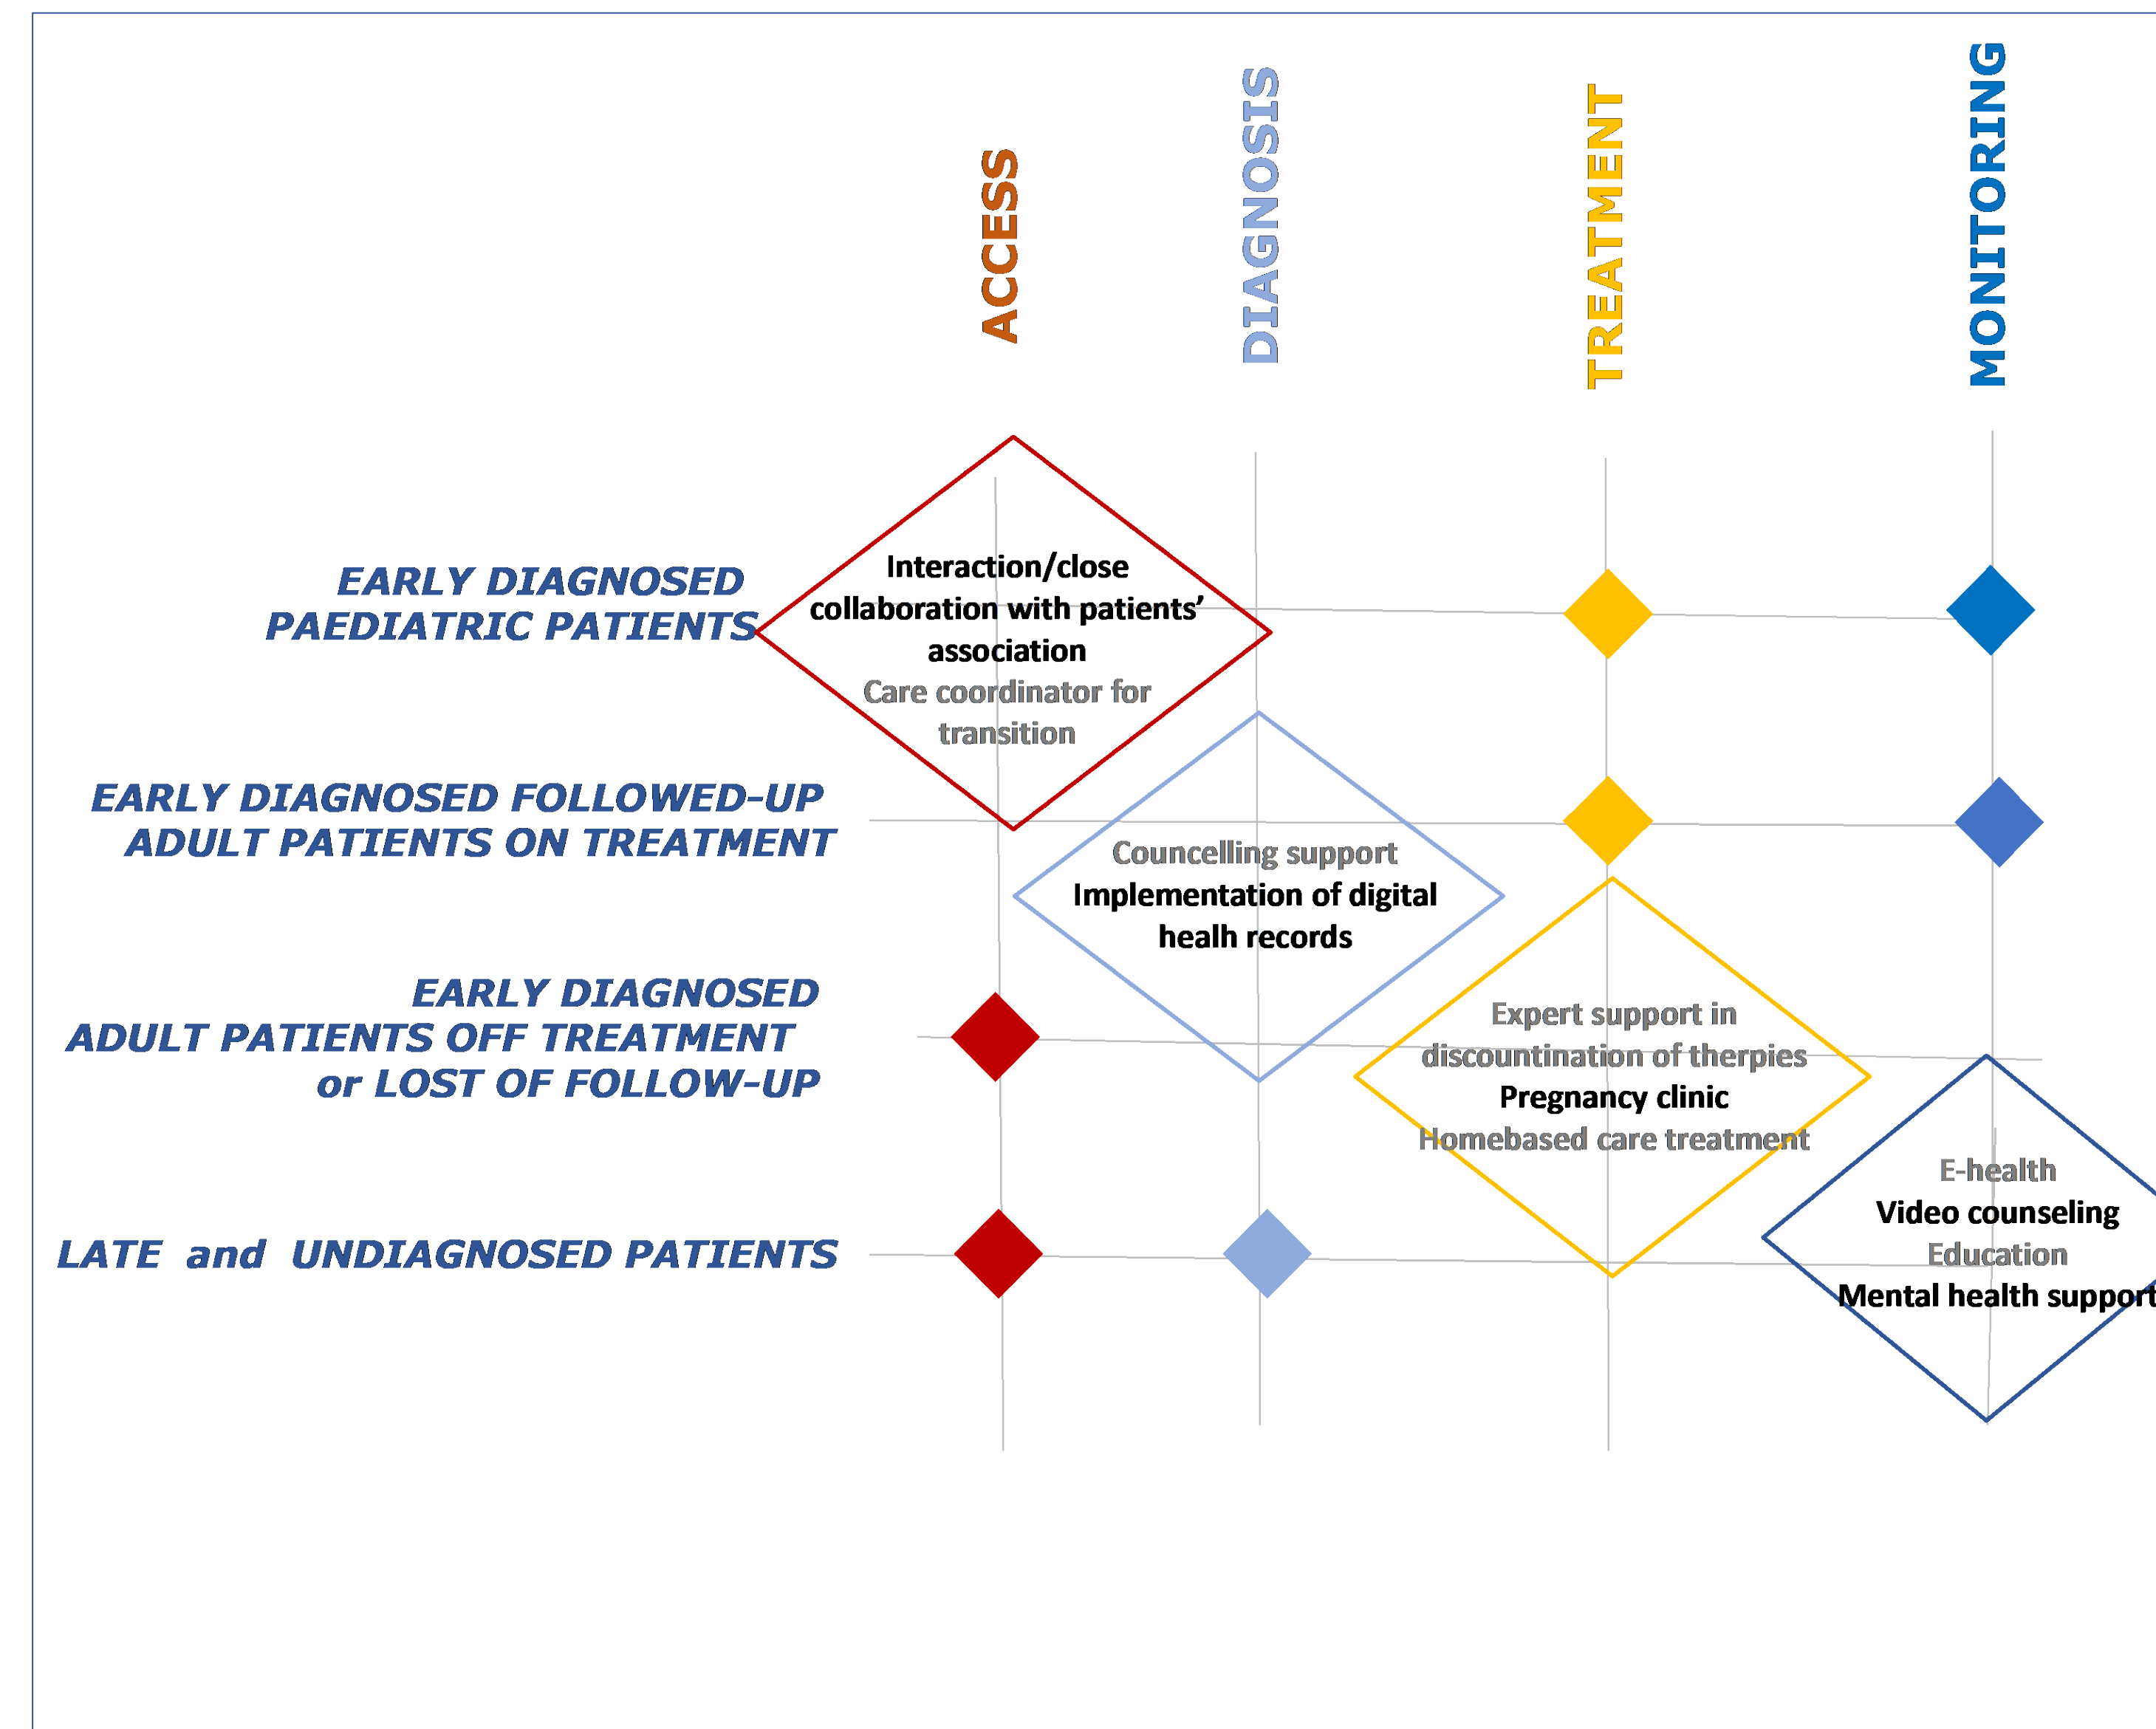 ACCESS
DIAGNOSIS
TREATMENT
MONITORING
EARLY DIAGNOSED
PAEDIATRIC PATIENTS
Interaction/close
collaboration with patients’
association
Care coordinator for
transition
EARLY DIAGNOSED FOLLOWED-UP
ADULT PATIENTS ON TREATMENT
Councelling support
Implementation of digital
healh records
EARLY DIAGNOSED
ADULT PATIENTS OFF TREATMENT
or LOST OF FOLLOW-UP
Expert support in
discountination of therpies
Pregnancy clinic
Homebased care treatment
LATE and UNDIAGNOSED PATIENTS
E-health
Video counseling
Education
Mental health support